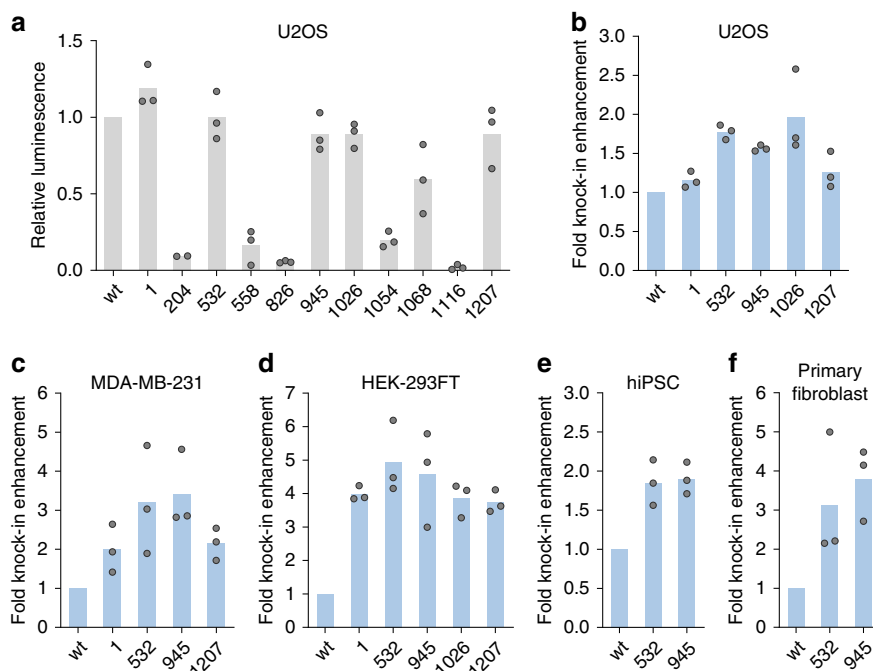 a
U2OS
Relative luminescence
1.5
1.0
0.5
0.0
wt
1
204
532
558
826
945
1026
1054
1068
1116
1207
b
U2OS
Fold knock-in enhancement
3.0
2.5
2.0
1.5
1.0
0.5
0.0
wt
1
532
945
1026
1207
c
MDA-MB-231
Fold knock-in enhancement
6
5
4
3
2
1
0
wt
1
532
945
1207
d
HEK-293FT
Fold knock-in enhancement
7
6
5
4
3
2
1
0
wt
1
532
945
1026
1207
e
hiPSC
Fold knock-in enhancement
3.0
2.5
2.0
1.5
1.0
0.5
0.0
wt
532
945
f
Primary
fibroblast
Fold knock-in enhancement
6
5
4
3
2
1
0
wt
532
945